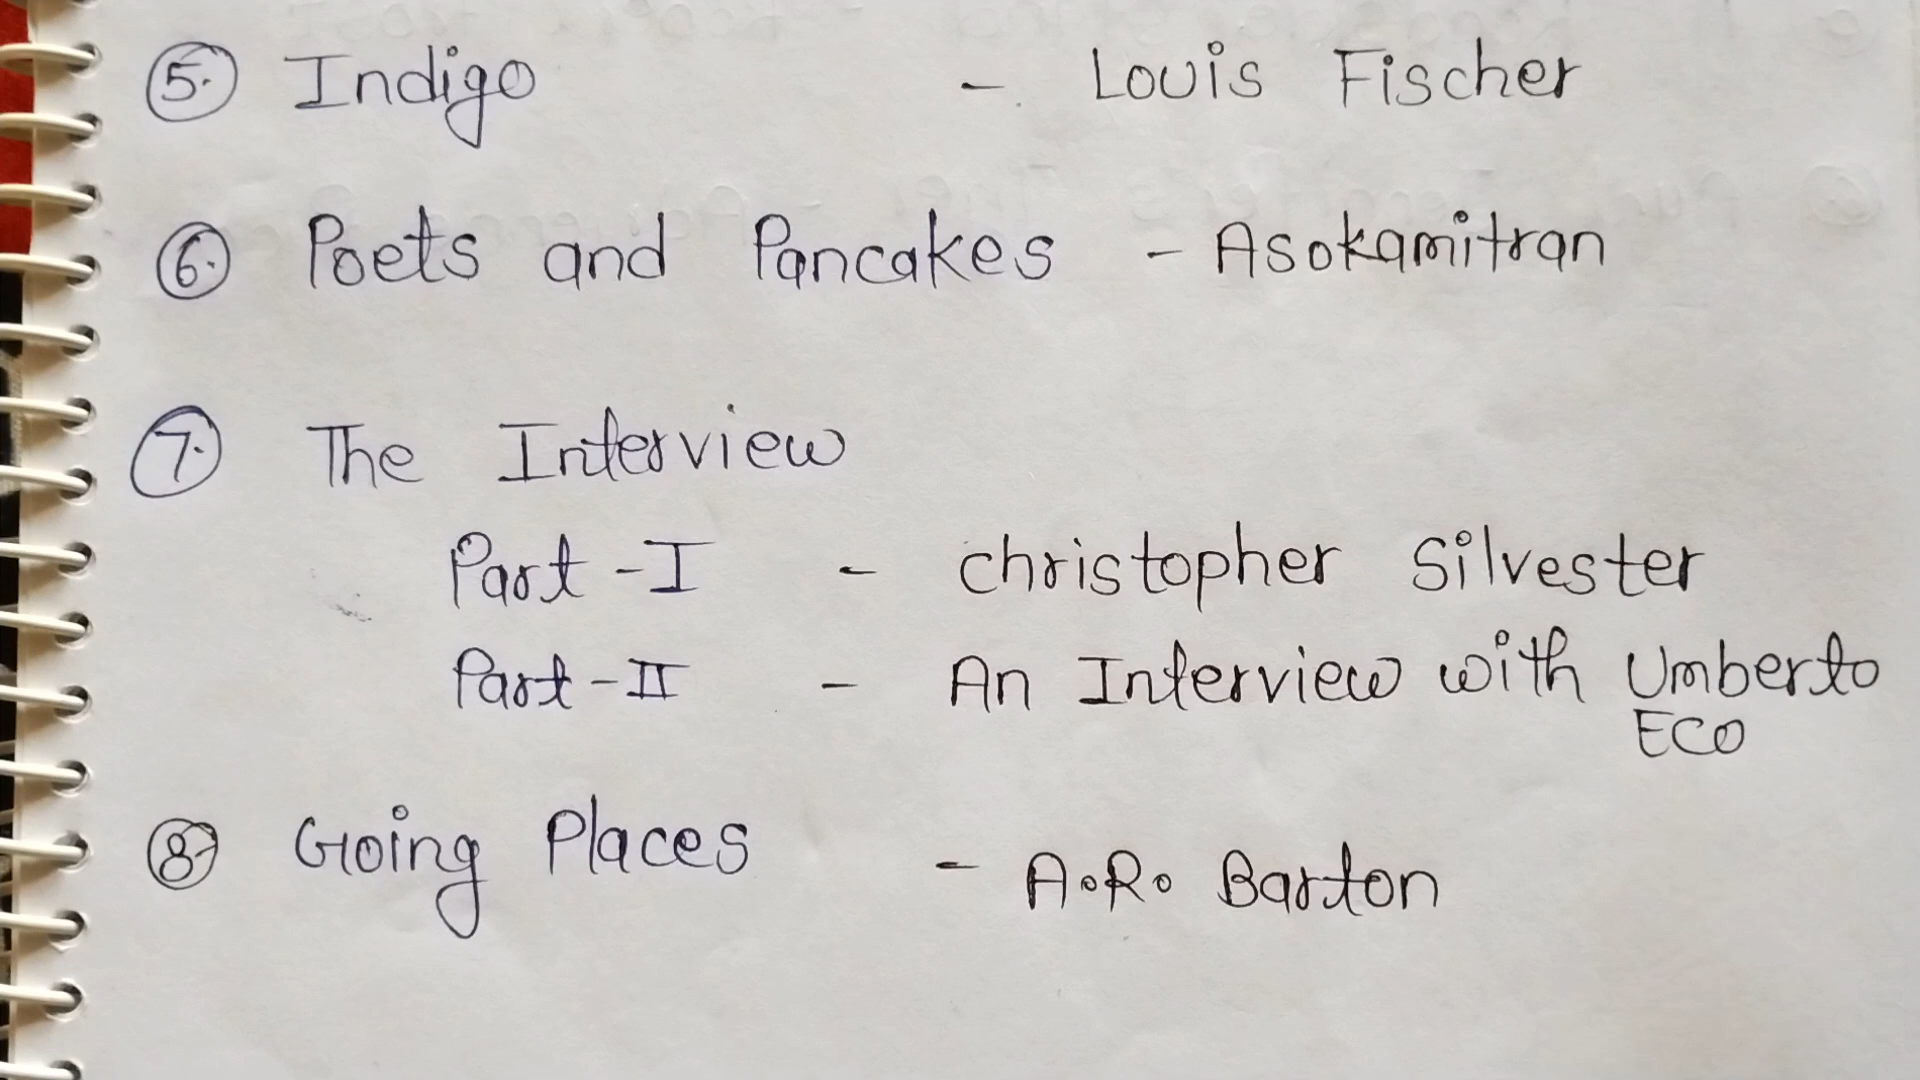 5. Indigo - Louis Fischer
6. Poets and Pancakes - Asokamitran
7. The Interview
Part - I - christopher Silvester
Part - II - An Interview with Umberto
ECO
8. Going Places - A.R. Barton